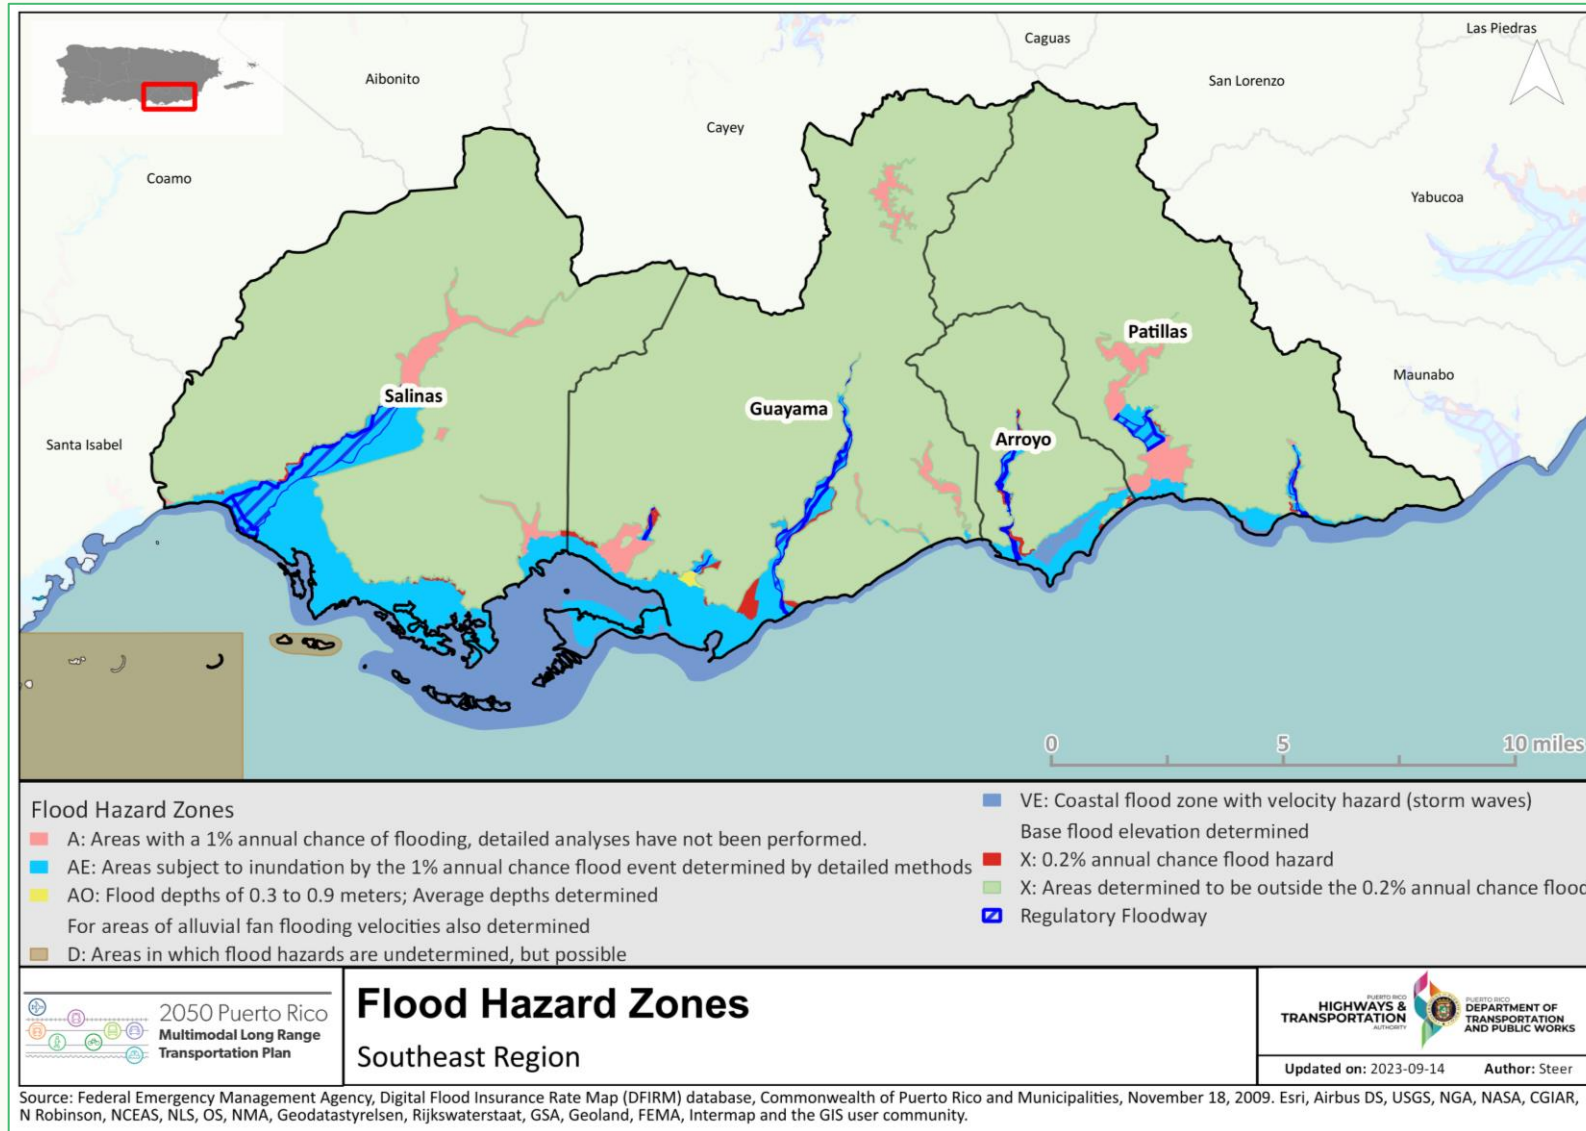 Las Piedras
Caguas
Aibonito
San Lorenzo
Cayey
Coamo
Yabucoa
Patillas
Maunabo
Salinas
Guayama
Arroyo
Santa Isabel
0 5 10 miles
Flood Hazard Zones
A: Areas with a 1% annual chance of flooding, detailed analyses have not been performed.
AE: Areas subject to inundation by the 1% annual chance flood event determined by detailed methods
AO: Flood depths of 0.3 to 0.9 meters; Average depths determined
For areas of alluvial fan flooding velocities also determined
D: Areas in which flood hazards are undetermined, but possible
VE: Coastal flood zone with velocity hazard (storm waves)
Base flood elevation determined
X: 0.2% annual chance flood hazard
X: Areas determined to be outside the 0.2% annual chance flood
Regulatory Floodway
2050 Puerto Rico
Multimodal Long Range
Transportation Plan
Flood Hazard Zones
Southeast Region
PUERTO RICO
HIGHWAYS &
TRANSPORTATION
AUTHORITY
PUERTO RICO
DEPARTMENT OF
TRANSPORTATION
AND PUBLIC WORKS
Updated on: 2023-09-14 Author: Steer
Source: Federal Emergency Management Agency, Digital Flood Insurance Rate Map (DFIRM) database, Commonwealth of Puerto Rico and Municipalities, November 18, 2009. Esri, Airbus DS, USGS, NGA, NASA, CGIAR,
N Robinson, NCEAS, NLS, OS, NMA, Geodatastyrelsen, Rijkswaterstaat, GSA, Geoland, FEMA, Intermap and the GIS user community.